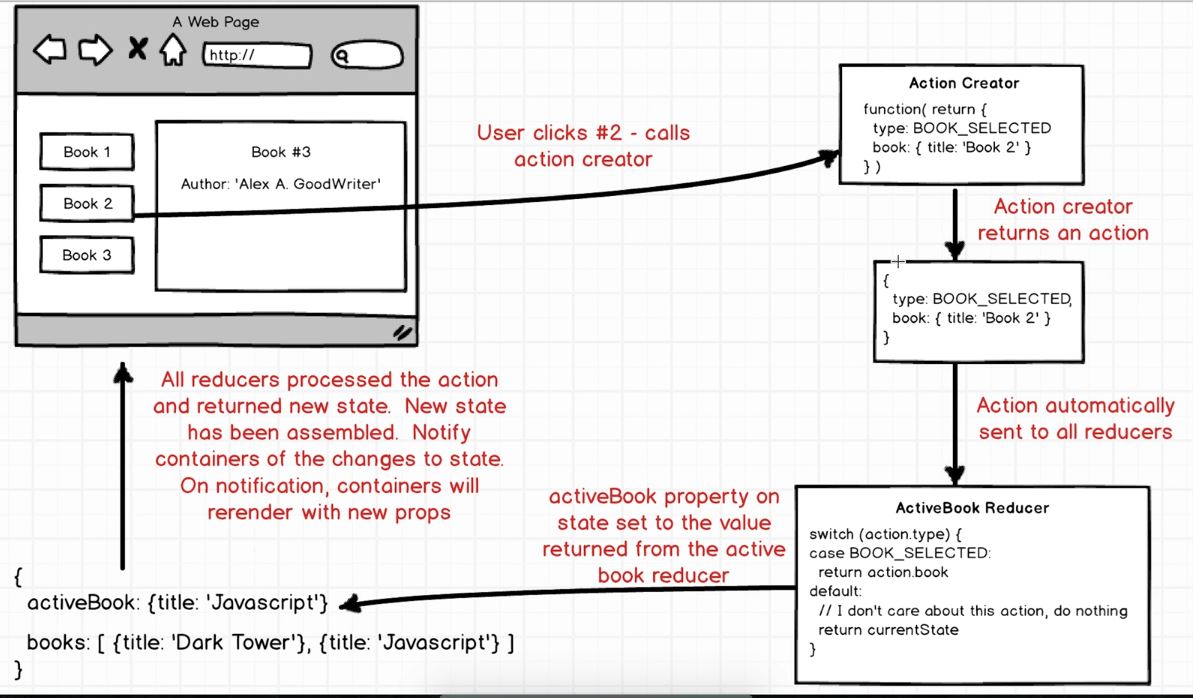 A Web Page
http://
Book 1
Book 2
Book 3
Book #3
Author: 'Alex A. GoodWriter'
User clicks #2 - calls
action creator
Action Creator
function( return {
type: BOOK_SELECTED
book: { title: 'Book 2' }
} )
Action creator
returns an action
{
type: BOOK_SELECTED,
book: { title: 'Book 2' }
}
Action automatically
sent to all reducers
ActiveBook Reducer
switch (action.type) {
case BOOK_SELECTED:
return action.book
default:
// I don't care about this action, do nothing
return currentState
}
activeBook property on
state set to the value
returned from the active
book reducer
{
activeBook: {title: 'Javascript'}
books: [ {title: 'Dark Tower'}, {title: 'Javascript'} ]
}
All reducers processed the action
and returned new state. New state
has been assembled. Notify
containers of the changes to state.
On notification, containers will
rerender with new props